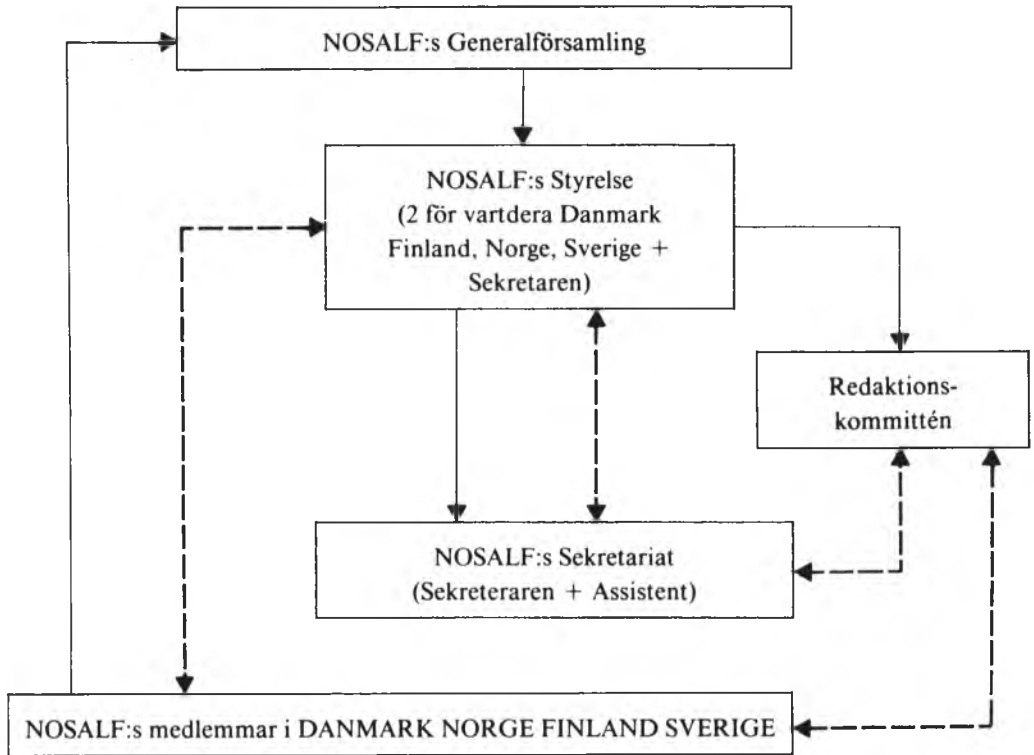 NOSALF:s Generalförsamling
NOSALF:s Styrelse
(2 för vartdera Danmark
Finland, Norge, Sverige +
Sekretaren)
Redaktions-
kommittén
NOSALF:s Sekretariat
(Sekreteraren + Assistent)
NOSALF:s medlemmar i DANMARK NORGE FINLAND SVERIGE